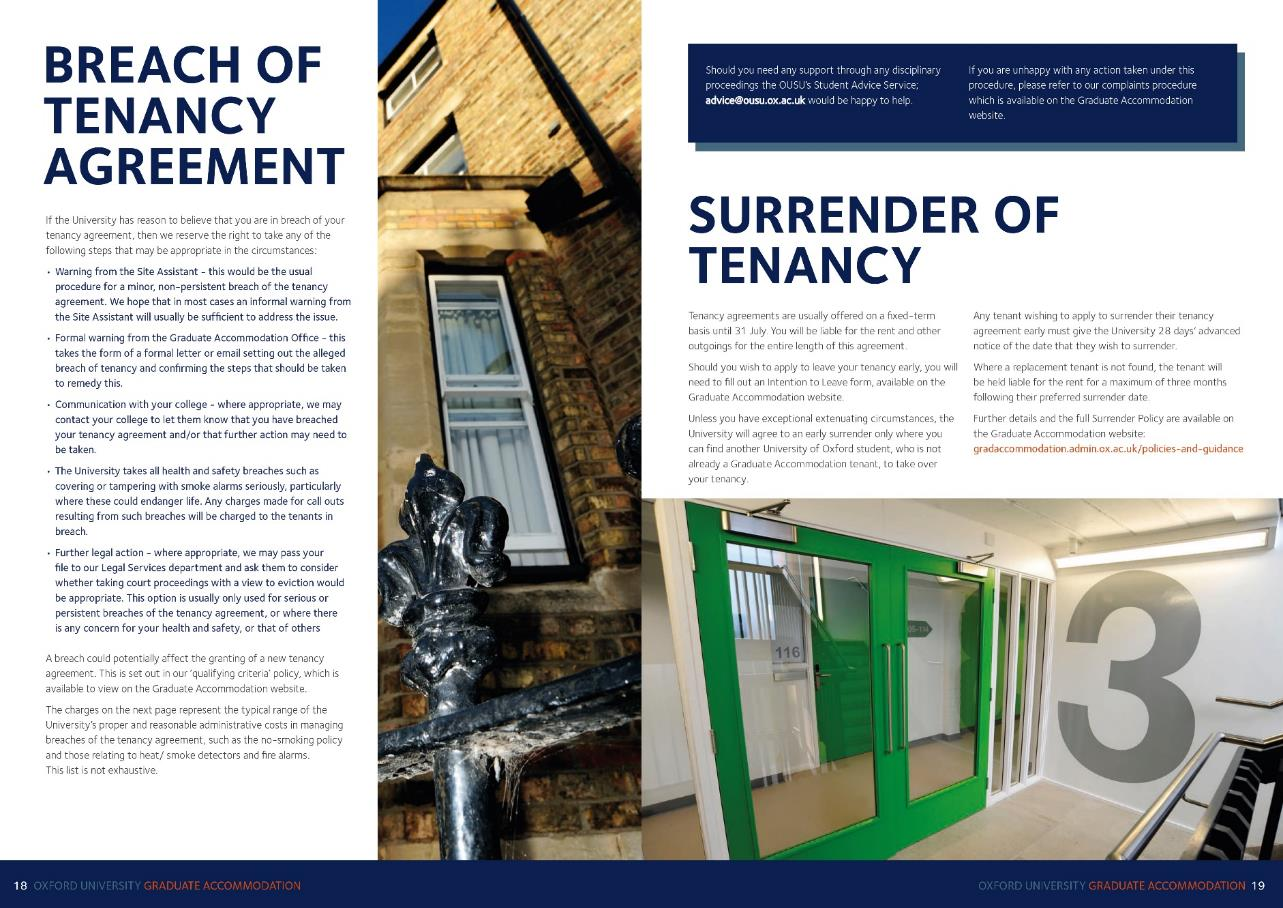 BREACH OF
TENANCY
AGREEMENT
If the University has reason to believe that you are in breach of your
tenancy agreement, then we reserve the right to take any of the
following steps that may be appropriate in the circumstances:
• Warning from the Site Assistant – this would be the usual
procedure for a minor, non-persistent breach of the tenancy
agreement. We hope that in most cases an informal warning from
the Site Assistant will usually be sufficient to address the issue.
• Formal warning from the Graduate Accommodation Office – this
takes the form of a formal letter or email setting out the alleged
breach of tenancy and confirming the steps that should be taken
to remedy this.
• Communication with your college – where appropriate, we may
contact your college to let them know that you have breached
your tenancy agreement and/or that further action may need to
be taken.
• The University takes all health and safety breaches such as
covering or tampering with smoke alarms seriously, particularly
where these could endanger life. Any charges made for call outs
resulting from such breaches will be charged to the tenants in
breach.
• Further legal action – where appropriate, we may pass your
file to our Legal Services department and ask them to consider
whether taking court proceedings with a view to eviction would
be appropriate. This option is usually only used for serious or
persistent breaches of the tenancy agreement, or where there
is any concern for your health and safety, or that of others
A breach could potentially affect the granting of a new tenancy
agreement. This is set out in our 'qualifying criteria' policy, which is
available to view on the Graduate Accommodation website.
The charges on the next page represent the typical range of the
University's proper and reasonable administrative costs in managing
breaches of the tenancy agreement, such as the no-smoking policy
and those relating to heat/ smoke detectors and fire alarms.
This list is not exhaustive.
18 OXFORD UNIVERSITY GRADUATE ACCOMMODATION
Should you need any support through any disciplinary
proceedings the OUSU's Student Advice Service;
advice@ousu.ox.ac.uk would be happy to help.
If you are unhappy with any action taken under this
procedure, please refer to our complaints procedure
which is available on the Graduate Accommodation
website.
SURRENDER OF
TENANCY
Tenancy agreements are usually offered on a fixed-term
basis until 31 July. You will be liable for the rent and other
outgoings for the entire length of this agreement.
Should you wish to apply to leave your tenancy early, you will
need to fill out an Intention to Leave form, available on the
Graduate Accommodation website.
Unless you have exceptional extenuating circumstances, the
University will agree to an early surrender only where you
can find another University of Oxford student, who is not
already a Graduate Accommodation tenant, to take over
your tenancy.
Any tenant wishing to apply to surrender their tenancy
agreement early must give the University 28 days' advanced
notice of the date that they wish to surrender.
Where a replacement tenant is not found, the tenant will
be held liable for the rent for a maximum of three months
following their preferred surrender date.
Further details and the full Surrender Policy are available on
the Graduate Accommodation website:
gradaccommodation.admin.ox.ac.uk/policies-and-guidance
116
3
OXFORD UNIVERSITY GRADUATE ACCOMMODATION 19